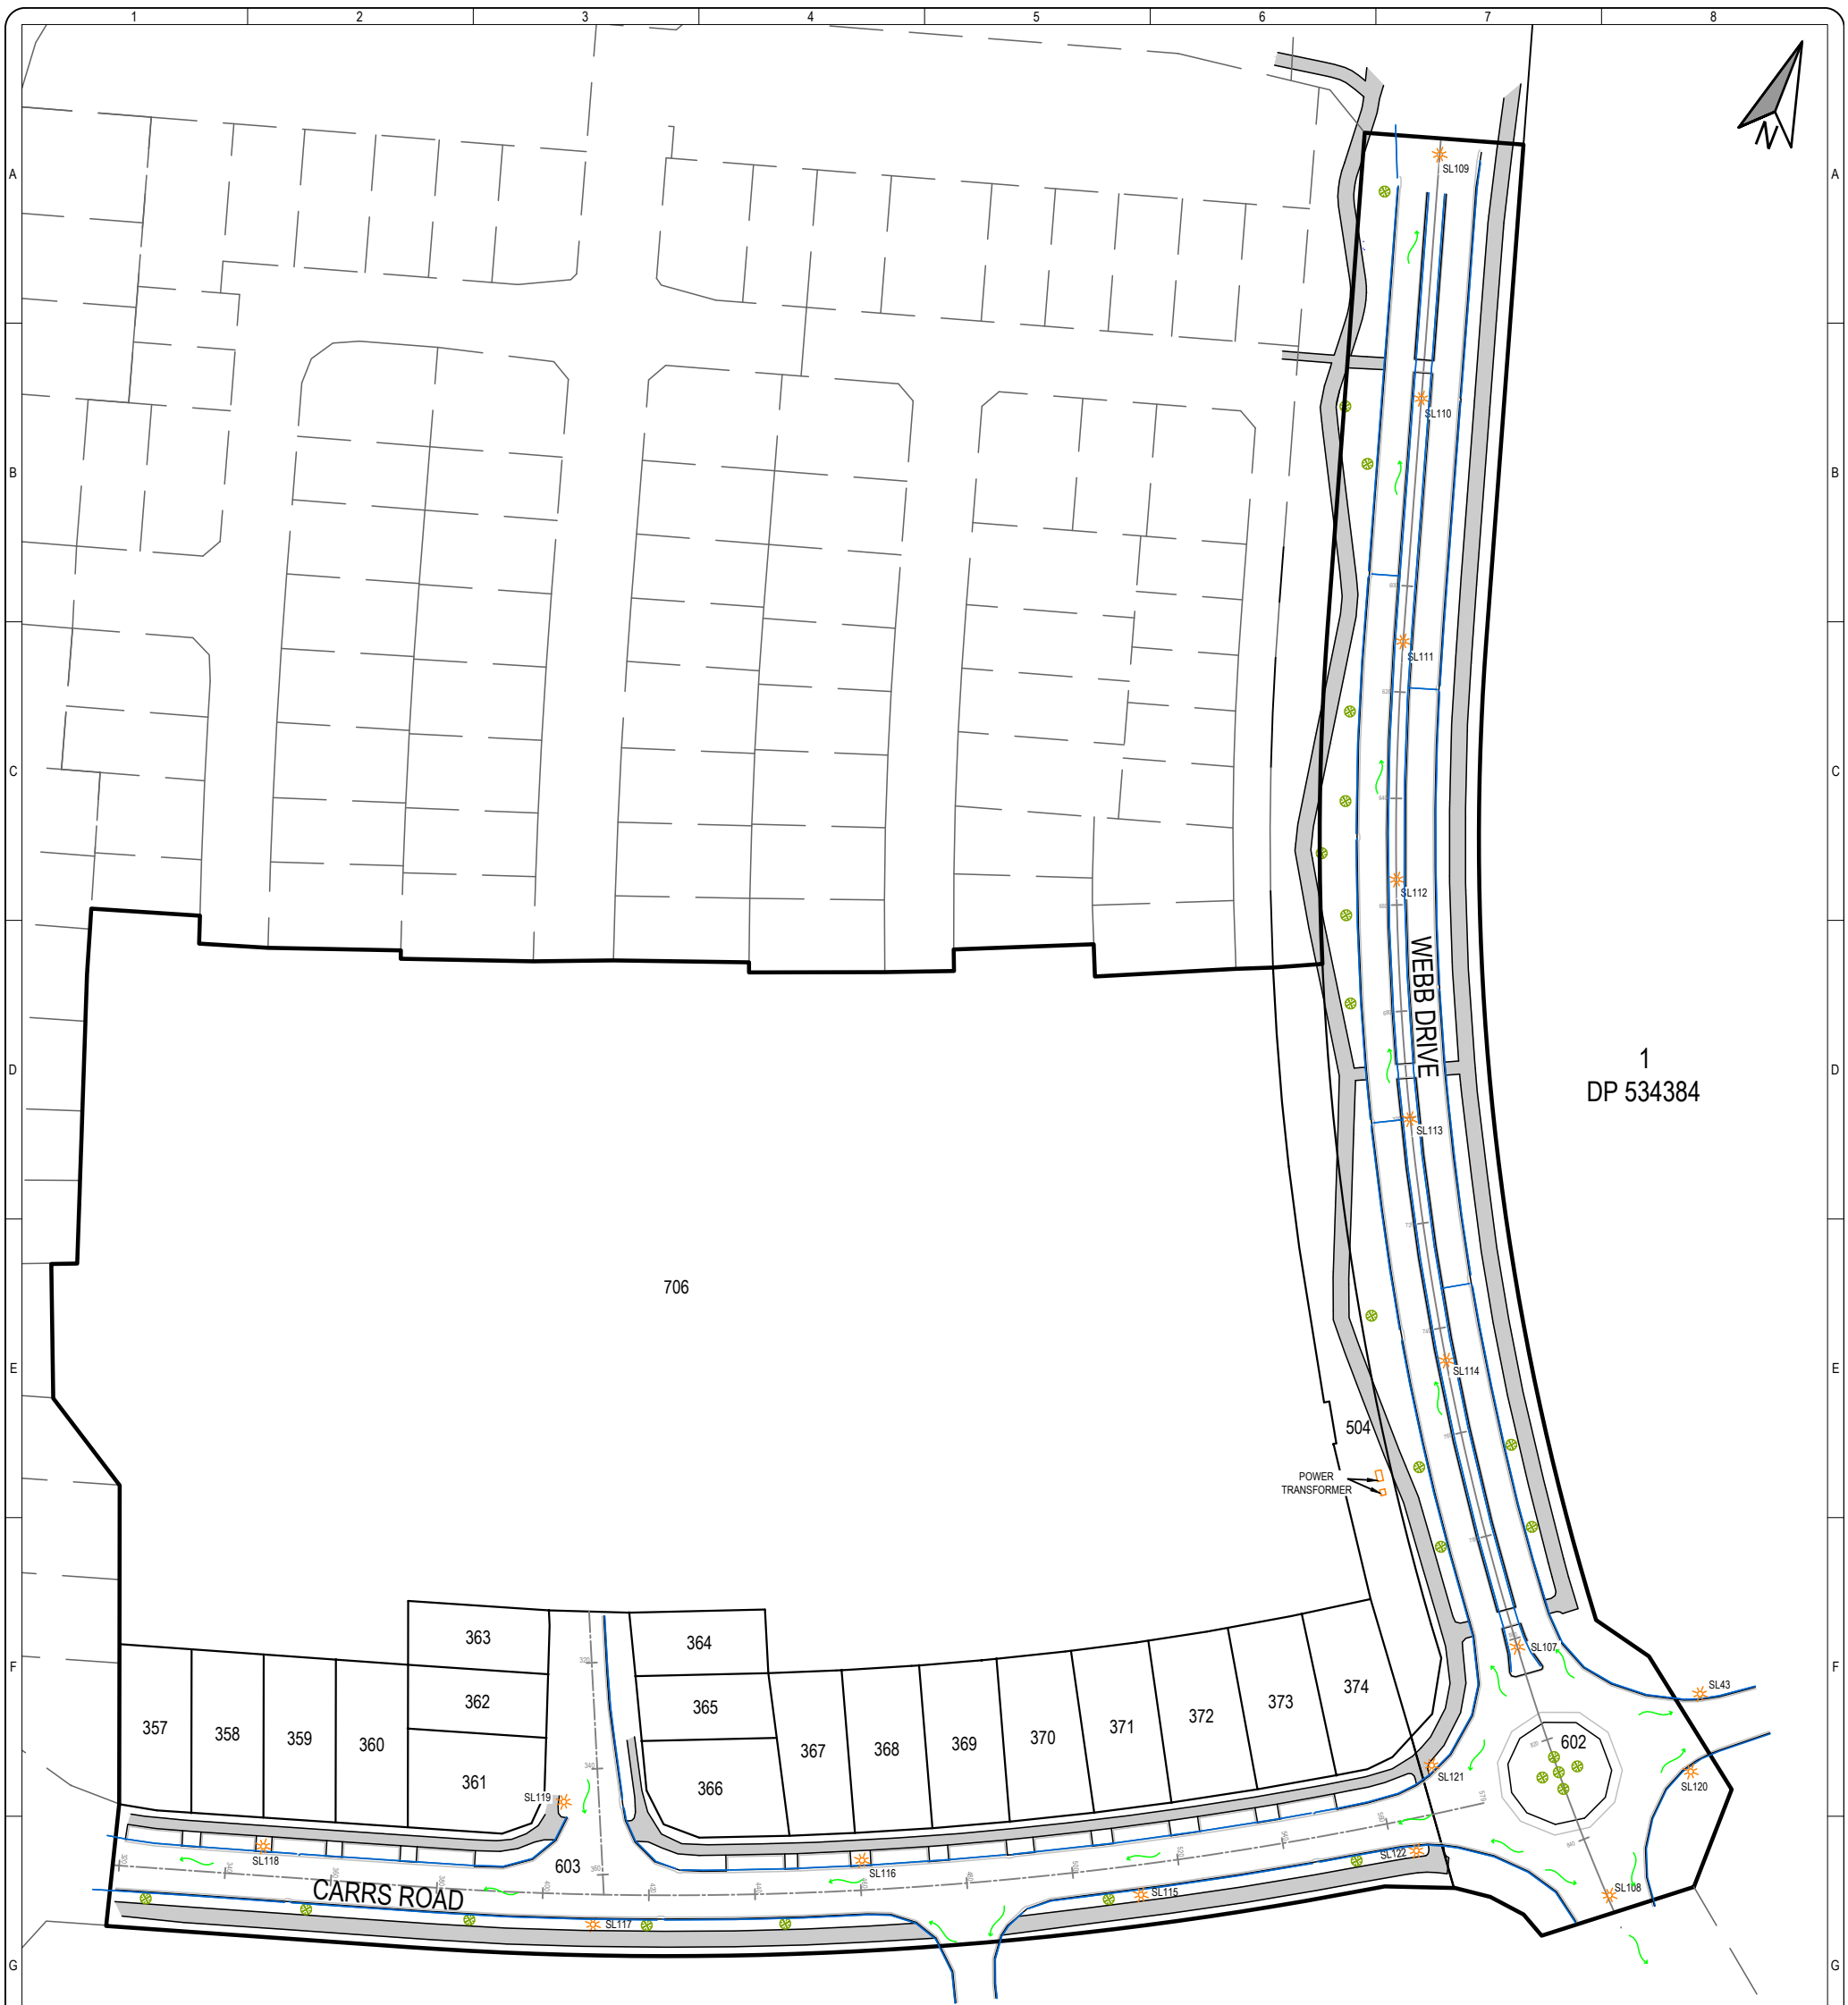 1 2 3 4 5 6 7 8
A A
N
SL109
SL110
B B
SL111
C C
SL112
WEBB DRIVE
D D
1
DP 534384
SL113
706
E E
SL114
504
POWER
TRANSFORMER
363 364
F F
SL107
362 365 374
357 358 359 360 373
372
371
370
369
368
367
SL43
602
361 366
SL119
SL121
SL120
SL118
603
SL116
SL122
CARRS ROAD
SL115
SL108
SL117
G G